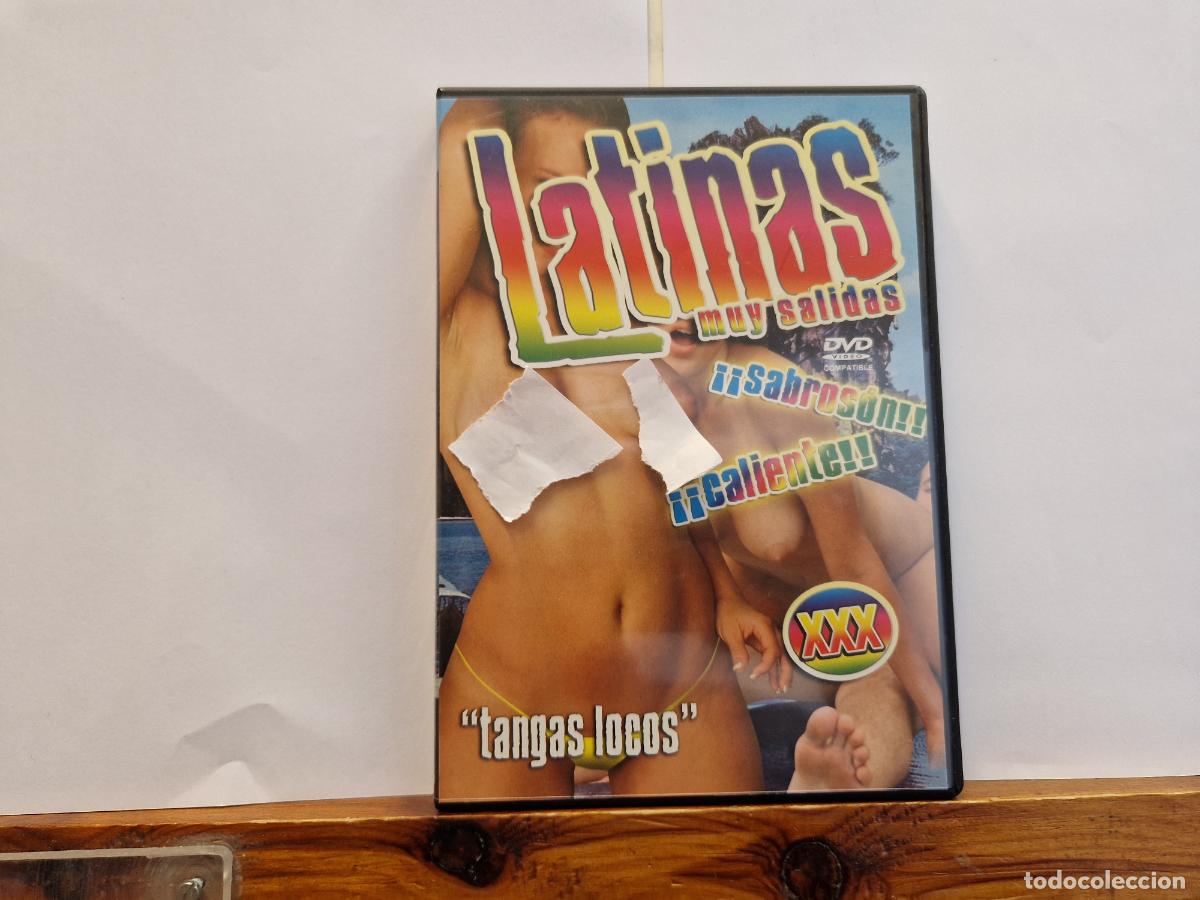 Latinas
muy salidas
DVD
VIDEO
COMPATIBLE
¡¡Sabrosón!!
¡¡Caliente!!
XXX
"tangas locos"
todocoleccion